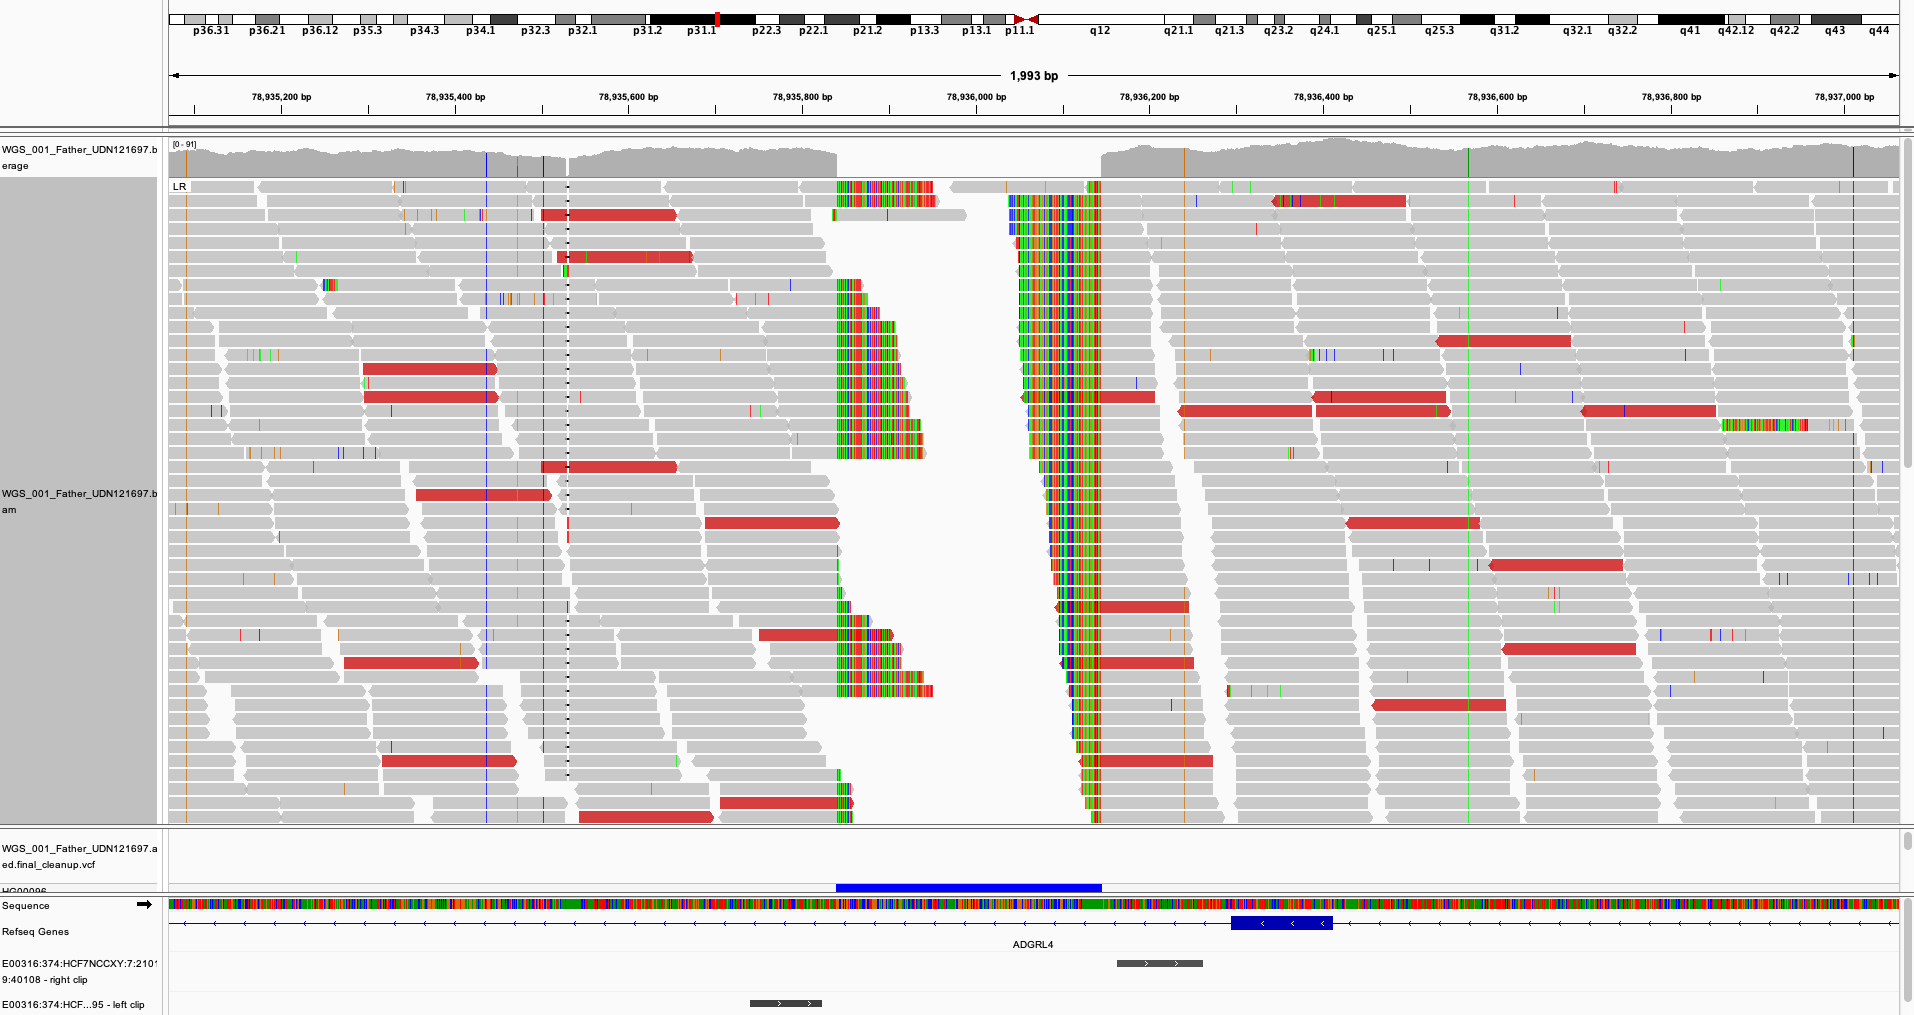 p36.31 p36.21 p36.12 p35.3 p34.3 p34.1 p32.3 p32.1 p31.2 p31.1 p22.3 p22.1 p21.2 p13.3 p13.1 p11.1 q12 q21.1 q21.3 q23.2 q24.1 q25.1 q25.3 q31.2 q32.1 q32.2 q41 q42.12 q42.2 q43 q44
1,993 bp
78,935,200 bp 78,935,400 bp 78,935,600 bp 78,935,800 bp 78,936,000 bp 78,936,200 bp 78,936,400 bp 78,936,600 bp 78,936,800 bp 78,937,000 bp
WGS_001_Father_UDN121697.b
erage
[0 - 91]
LR
WGS_001_Father_UDN121697.b
am
WGS_001_Father_UDN121697.a
ed.final_cleanup.vcf
HG00096
Sequence
Refseq Genes
ADGRL4
E00316:374:HCF7NCCXY:7:2101
9:40108 - right clip
E00316:374:HCF...95 - left clip